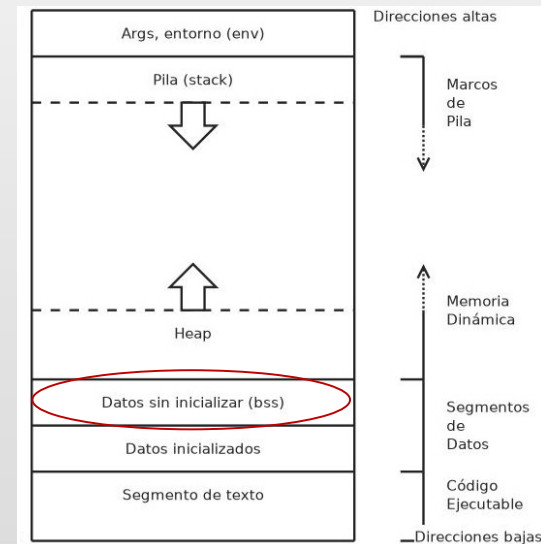 Direcciones altas
Args, entorno (env)
Pila (stack)
Marcos
de
Pila
Memoria
Dinámica
Heap
Datos sin inicializar (bss)
Segmentos
de
Datos
Datos inicializados
Segmento de texto
Código
Ejecutable
Direcciones bajas